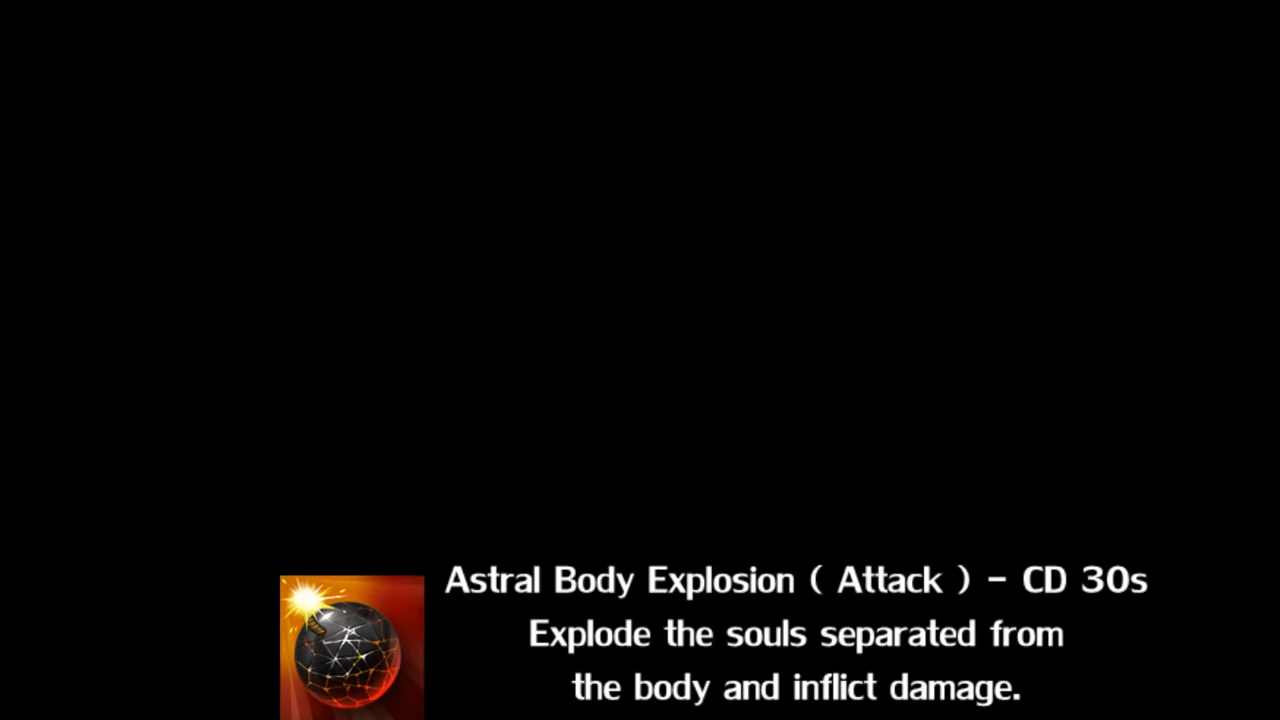 Astral Body Explosion ( Attack ) - CD 30s
Explode the souls separated from
the body and inflict damage.